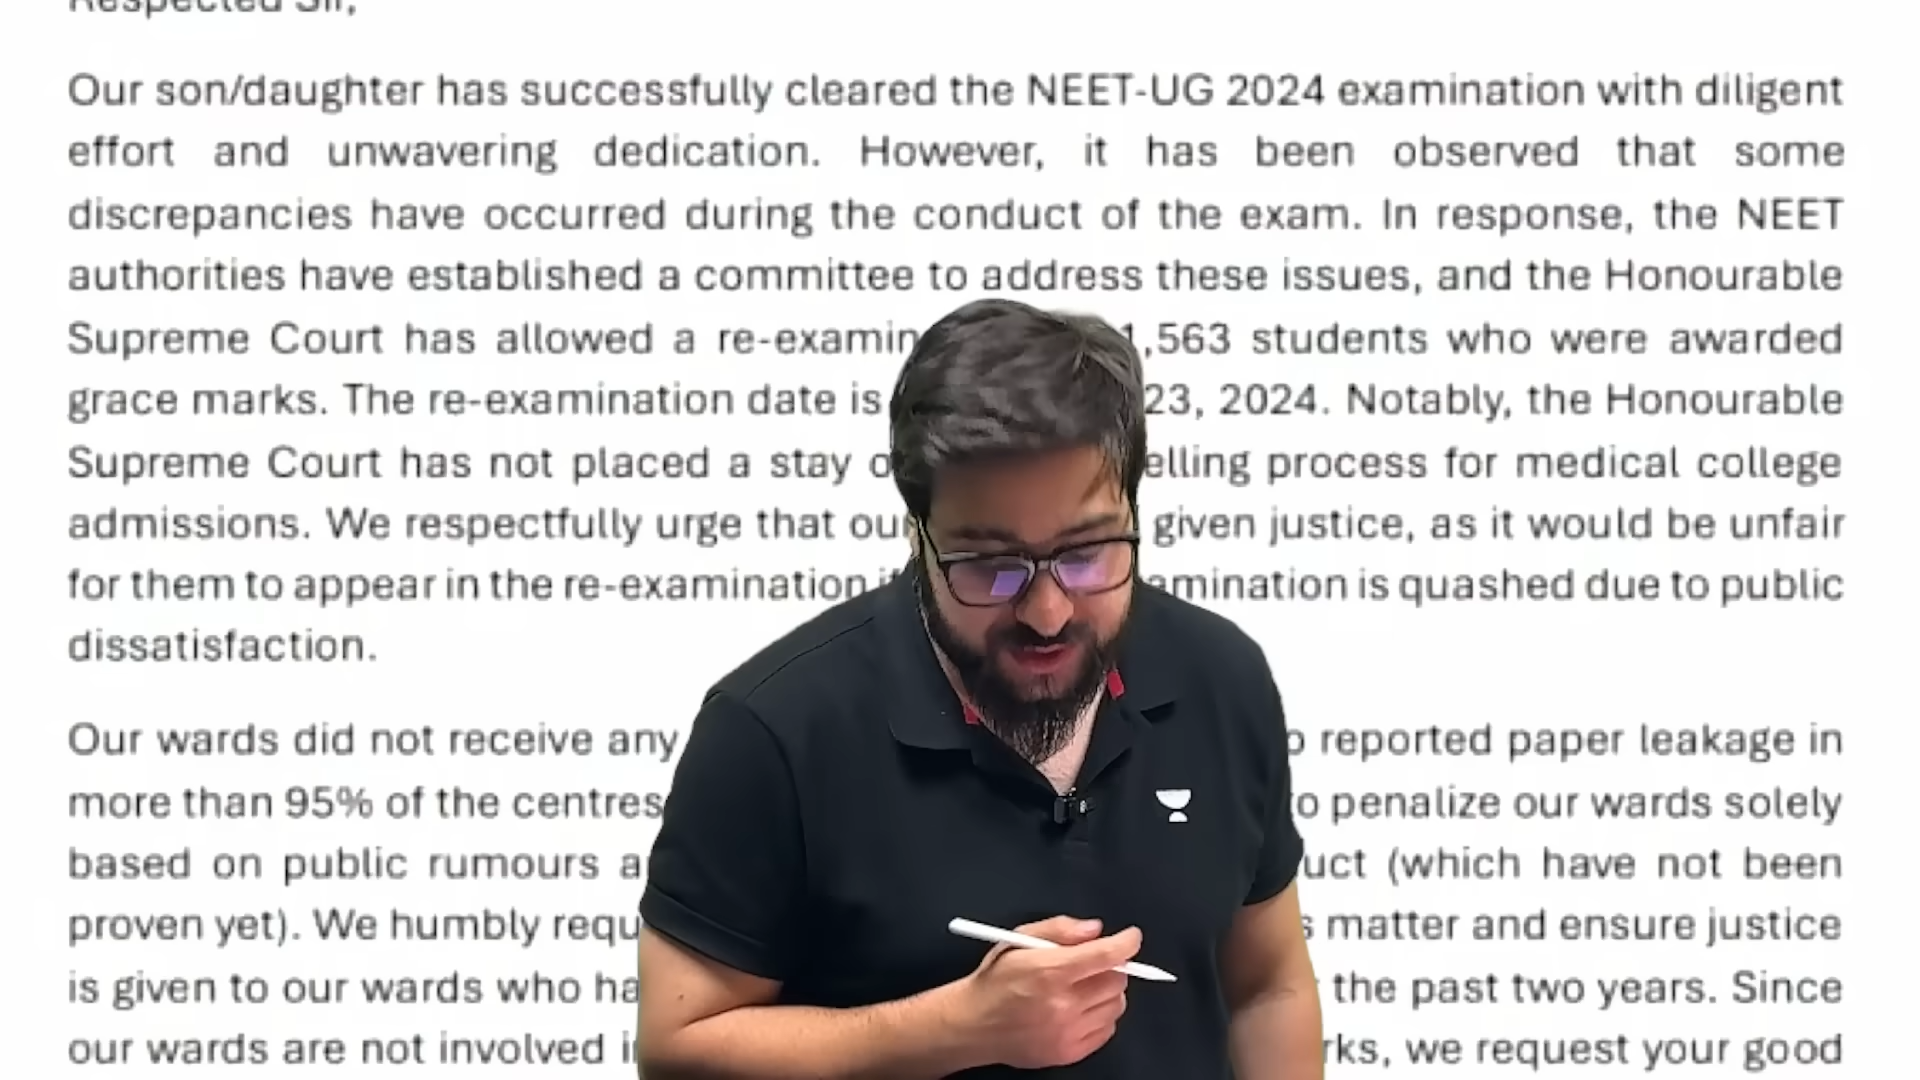 Respected Sir,
Our son/daughter has successfully cleared the NEET-UG 2024 examination with diligent
effort and unwavering dedication. However, it has been observed that some
discrepancies have occurred during the conduct of the exam. In response, the NEET
authorities have established a committee to address these issues, and the Honourable
Supreme Court has allowed a re-examin 1,563 students who were awarded
grace marks. The re-examination date is 23, 2024. Notably, the Honourable
Supreme Court has not placed a stay o elling process for medical college
admissions. We respectfully urge that our given justice, as it would be unfair
for them to appear in the re-examination if amination is quashed due to public
dissatisfaction.
Our wards did not receive any o reported paper leakage in
more than 95% of the centres to penalize our wards solely
based on public rumours a uct (which have not been
proven yet). We humbly requ s matter and ensure justice
is given to our wards who ha the past two years. Since
our wards are not involved i rks, we request your good